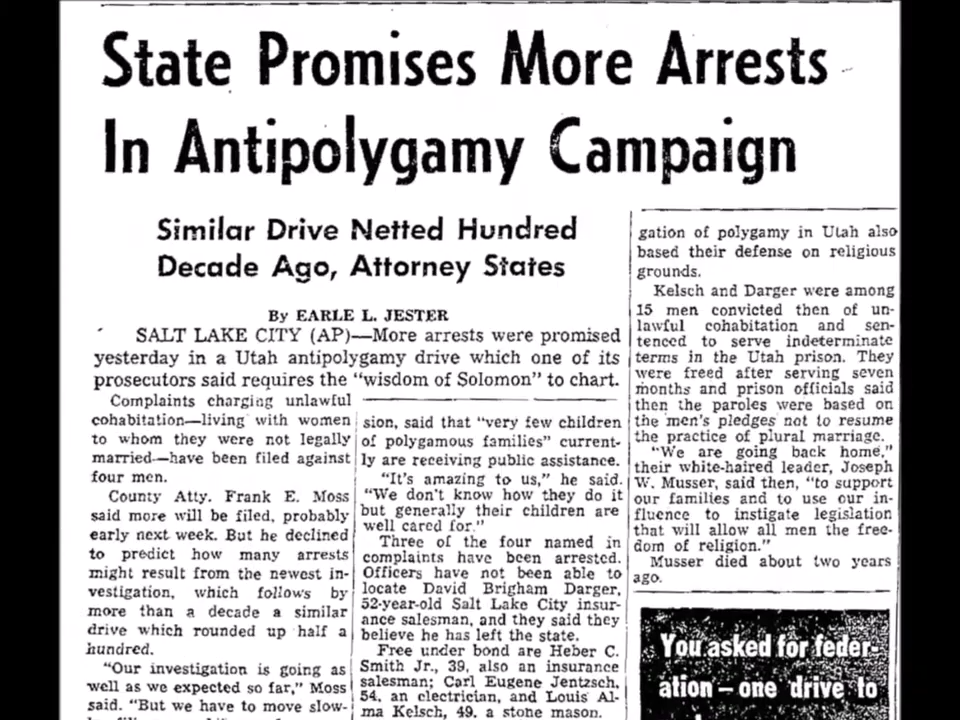 State Promises More Arrests
In Antipolygamy Campaign
Similar Drive Netted Hundred
Decade Ago, Attorney States
By EARLE L. JESTER
SALT LAKE CITY (AP)—More arrests were promised
yesterday in a Utah antipolygamy drive which one of its
prosecutors said requires the "wisdom of Solomon" to chart.
Complaints charging unlawful
cohabitation—living with women
to whom they were not legally
married—have been filed against
four men.
County Atty. Frank E. Moss
said more will be filed, probably
early next week. But he declined
to predict how many arrests
might result from the newest in-
vestigation, which follows by
more than a decade a similar
drive which rounded up half a
hundred.
"Our investigation is going as
well as we expected so far," Moss
said. "But we have to move slow-
sion, said that "very few children
of polygamous families" current-
ly are receiving public assistance.
"It's amazing to us," he said.
"We don't know how they do it
but generally their children are
well cared for."
Three of the four named in
complaints have been arrested.
Officers have not been able to
locate David Brigham Darger,
52-year-old Salt Lake City insur-
ance salesman, and they said they
believe he has left the state.
Free under bond are Heber C.
Smith Jr., 39, also an insurance
salesman; Carl Eugene Jentzsch,
54, an electrician, and Louis Al-
ma Kelsch, 49, a stone mason.
gation of polygamy in Utah also
based their defense on religious
grounds.
Kelsch and Darger were among
15 men convicted then of un-
lawful cohabitation and sen-
tenced to serve indeterminate
terms in the Utah prison. They
were freed after serving seven
months and prison officials said
then the paroles were based on
the men's pledges not to resume
the practice of plural marriage.
"We are going back home,"
their white-haired leader, Joseph
W. Musser, said then, "to support
our families and to use our in-
fluence to instigate legislation
that will allow all men the free-
dom of religion."
Musser died about two years
ago.
You asked for feder-
ation – one drive to